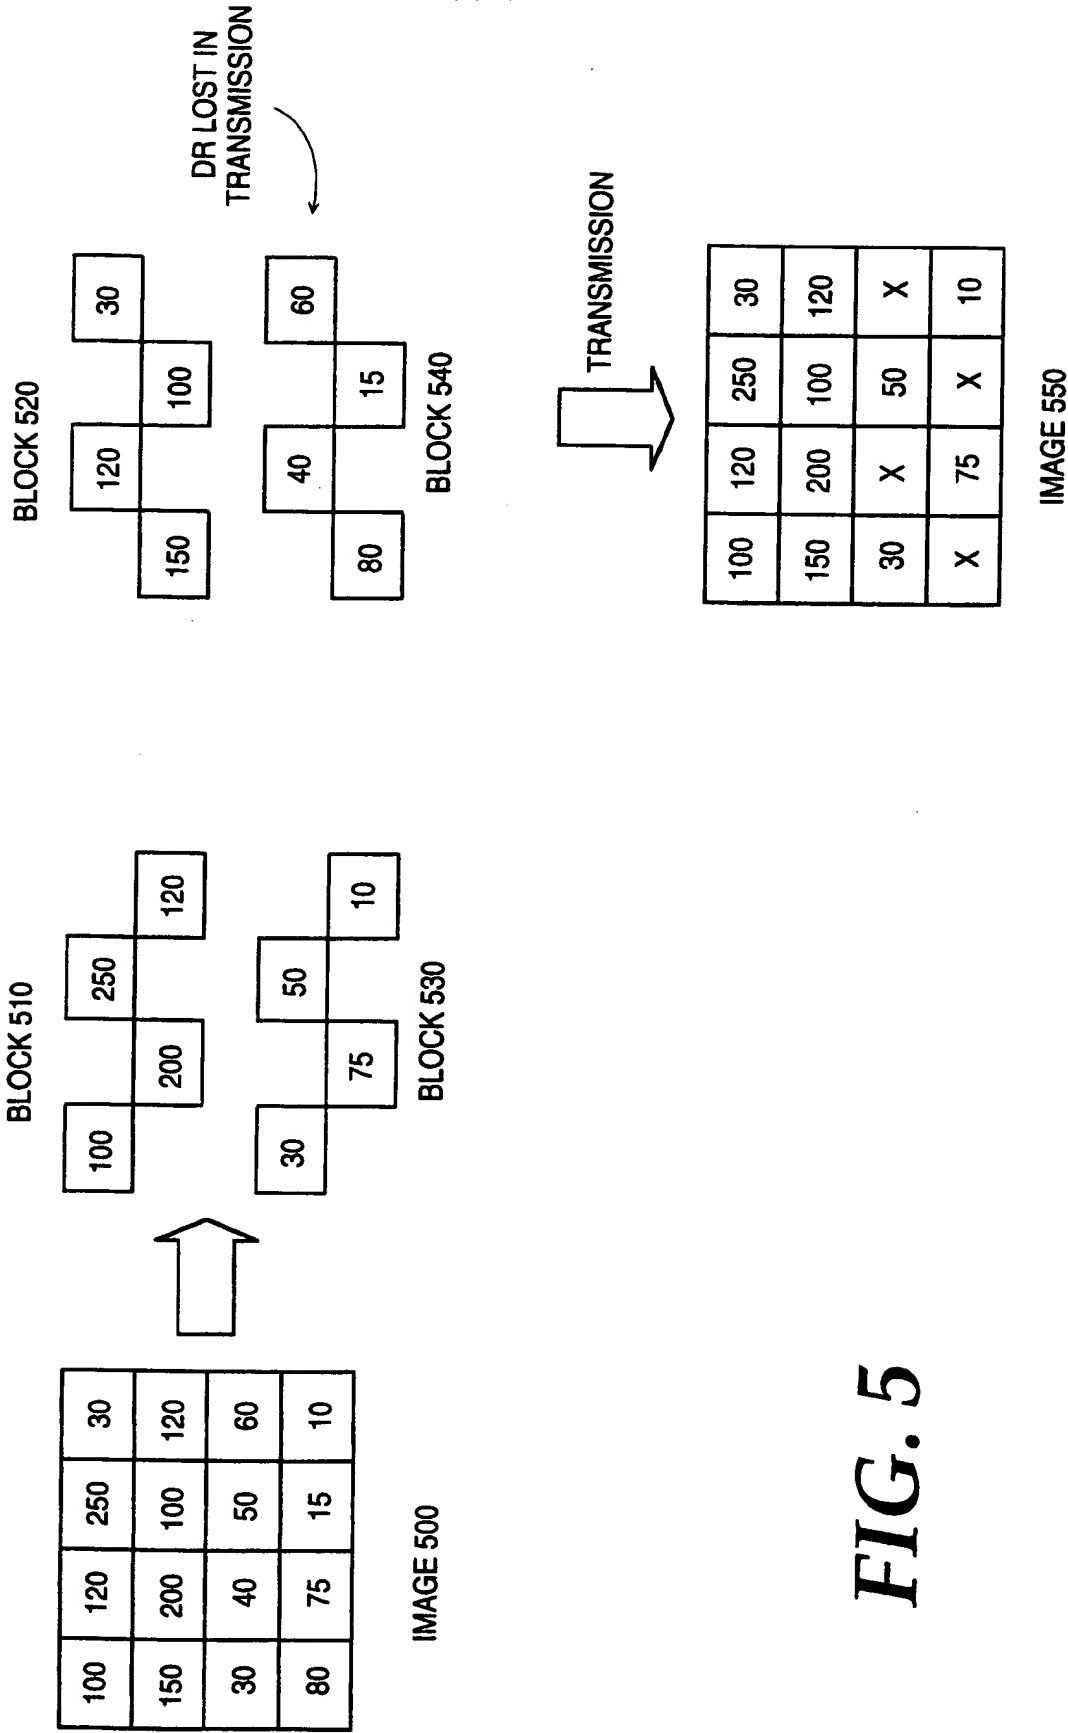 BLOCK 510
100 250
200 120
30 50
75 10
BLOCK 530
BLOCK 520
120 30
150 100
40 60
80 15
BLOCK 540
DR LOST IN
TRANSMISSION
100 120 250 30
150 200 100 120
30 40 50 60
80 75 15 10
IMAGE 500
TRANSMISSION
100 120 250 30
150 200 100 120
30 X 50 X
X 75 X 10
IMAGE 550
FIG. 5